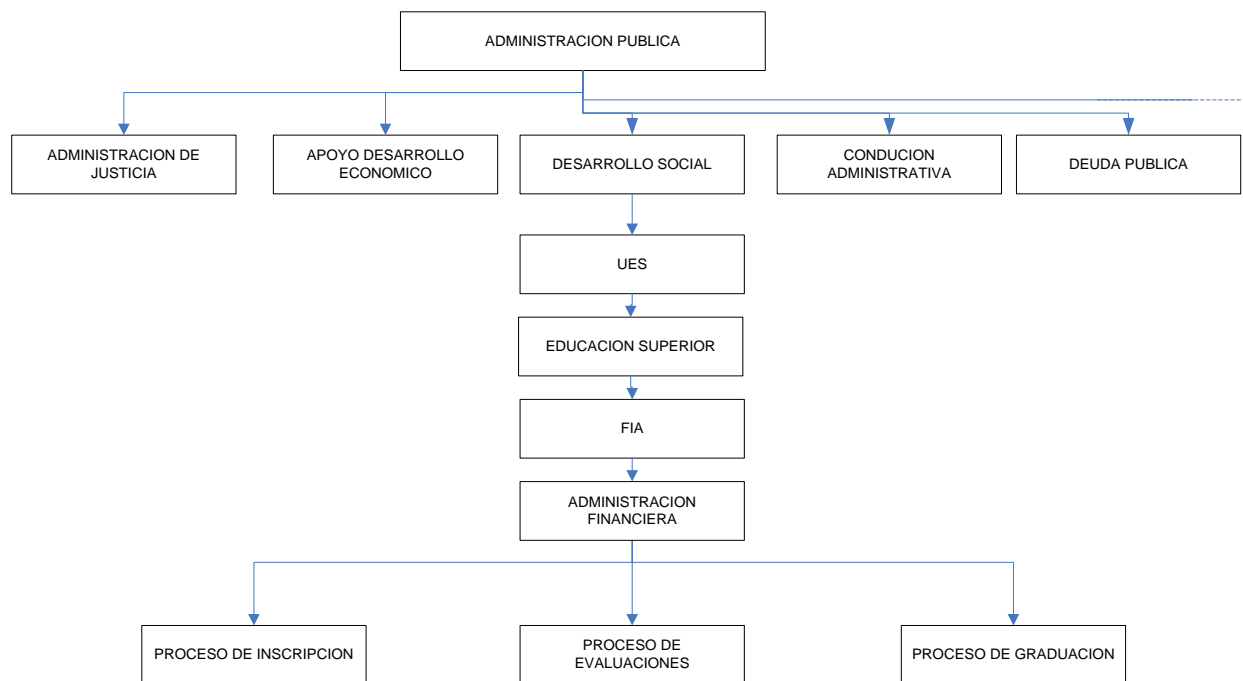 ADMINISTRACION PUBLICA
ADMINISTRACION DE
JUSTICIA
APOYO DESARROLLO
ECONOMICO
DESARROLLO SOCIAL
CONDUCION
ADMINISTRATIVA
DEUDA PUBLICA
UES
EDUCACION SUPERIOR
FIA
ADMINISTRACION
FINANCIERA
PROCESO DE INSCRIPCION
PROCESO DE
EVALUACIONES
PROCESO DE GRADUACION